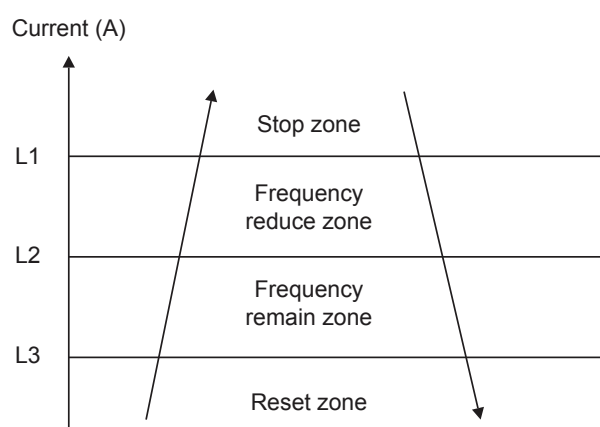 Current (A)
Stop zone
L1
Frequency
reduce zone
L2
Frequency
remain zone
L3
Reset zone